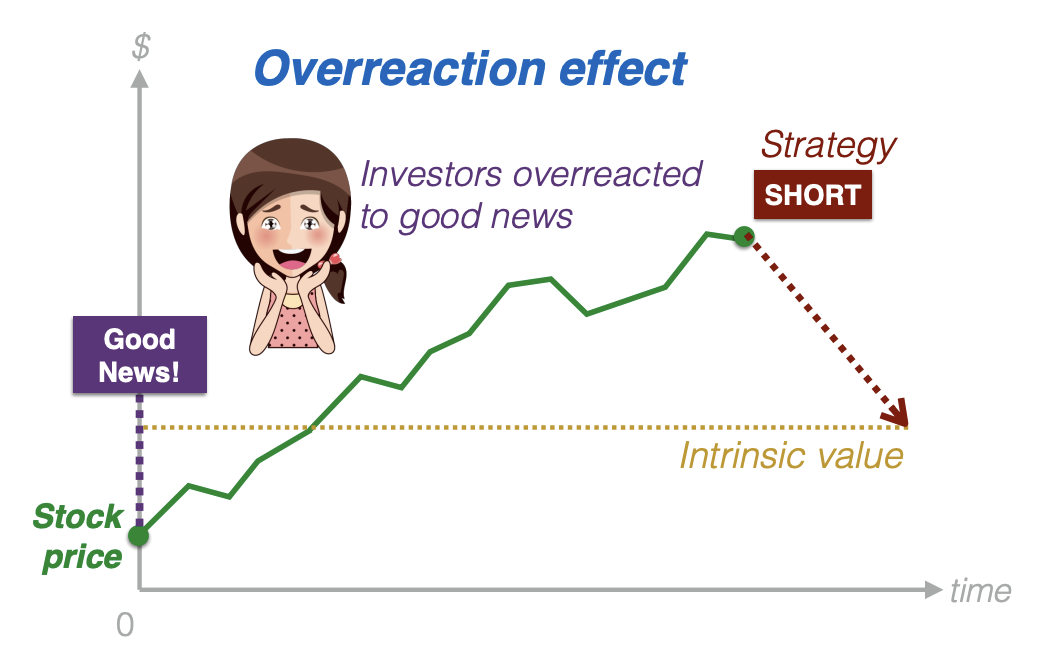 $
Overreaction effect
Strategy
SHORT
Investors overreacted
to good news
Good
News!
Intrinsic value
Stock
price
time
0